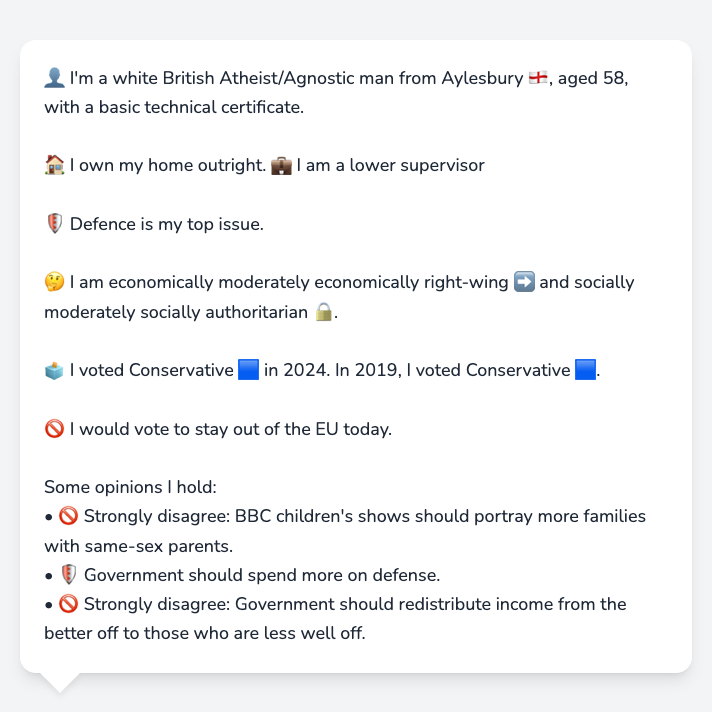 👤 I'm a white British Atheist/Agnostic man from Aylesbury 🏴󠁧󠁢󠁥󠁮󠁧󠁿, aged 58,
with a basic technical certificate.
🏠 I own my home outright. 💼 I am a lower supervisor
🛡️ Defence is my top issue.
🤔 I am economically moderately economically right-wing ➡️ and socially
moderately socially authoritarian 🔒.
🗳️ I voted Conservative 🟦 in 2024. In 2019, I voted Conservative 🟦.
🚫 I would vote to stay out of the EU today.
Some opinions I hold:
• 🚫 Strongly disagree: BBC children's shows should portray more families
with same-sex parents.
• 🛡️ Government should spend more on defense.
• 🚫 Strongly disagree: Government should redistribute income from the
better off to those who are less well off.